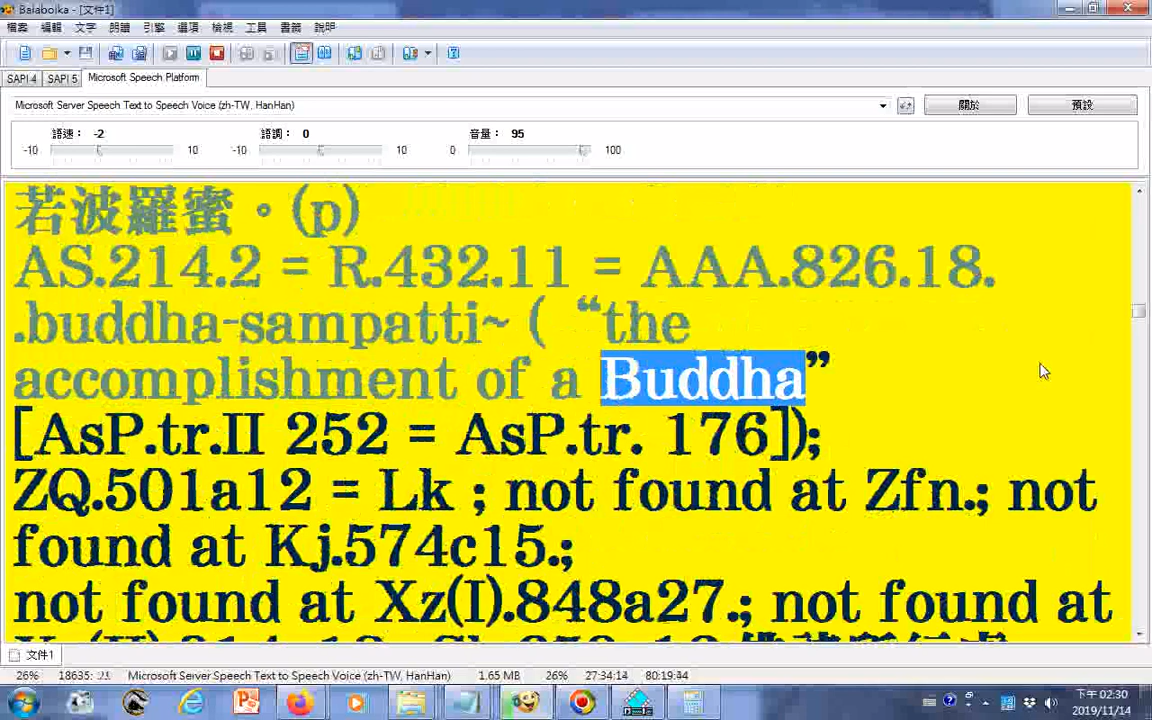 Balabolka - [文件1]
檔案 編輯 文字 朗讀 引擎 選項 檢視 工具 書籤 說明
SAPI 4 SAPI 5 Microsoft Speech Platform
Microsoft Server Speech Text to Speech Voice (zh-TW, HanHan) 關於 預設
語速： -2 語調： 0 音量： 95
-10 10 -10 10 0 100
若波羅蜜。(p)
AS.214.2 = R.432.11 = AAA.826.18.
.buddha-sampatti~ ( “the
accomplishment of a Buddha”
[AsP.tr.II 252 = AsP.tr. 176]);
ZQ.501a12 = Lk ; not found at Zfn.; not
found at Kj.574c15.;
not found at Xz(I).848a27.; not found at
文件1
26% Microsoft Server Speech Text to Speech Voice (zh-TW, HanHan) 1.65 MB 26% 27:34:14 80:19:44
下午 02:30
2019/11/14